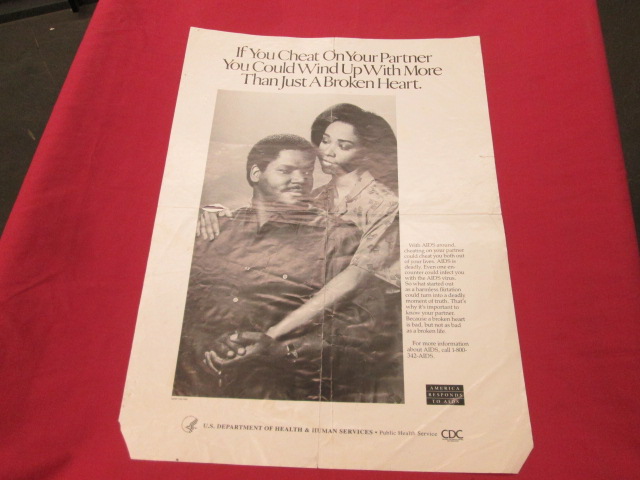 If You Cheat On Your Partner
You Could Wind Up With More
Than Just A Broken Heart.
With AIDS around,
cheating on your partner
could cheat you both out
of your lives. AIDS is
deadly. Even one en-
counter could infect you
with the AIDS virus.
So what started out
as a harmless flirtation
could turn into a deadly
moment of truth. That's
why it's important to
know your partner.
Because a broken heart
is bad, but not as bad
as a broken life.
For more information
about AIDS, call 1-800-
342-AIDS.
AMERICA
RESPONDS
TO AIDS
U.S. DEPARTMENT OF HEALTH & HUMAN SERVICES • Public Health Service CDC